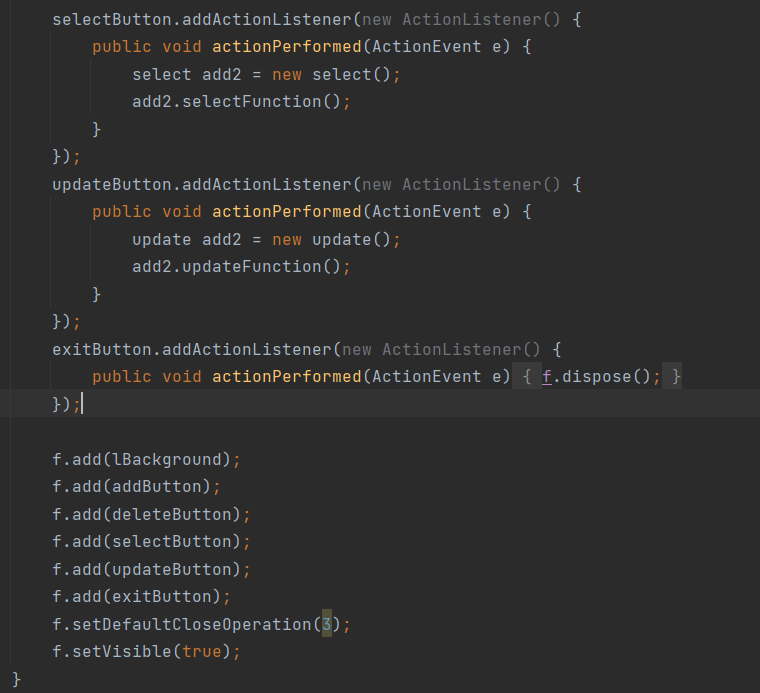 selectButton.addActionListener(new ActionListener() {
public void actionPerformed(ActionEvent e) {
select add2 = new select();
add2.selectFunction();
}
});
updateButton.addActionListener(new ActionListener() {
public void actionPerformed(ActionEvent e) {
update add2 = new update();
add2.updateFunction();
}
});
exitButton.addActionListener(new ActionListener() {
public void actionPerformed(ActionEvent e) { f.dispose(); }
});
f.add(lBackground);
f.add(addButton);
f.add(deleteButton);
f.add(selectButton);
f.add(updateButton);
f.add(exitButton);
f.setDefaultCloseOperation(3);
f.setVisible(true);
}